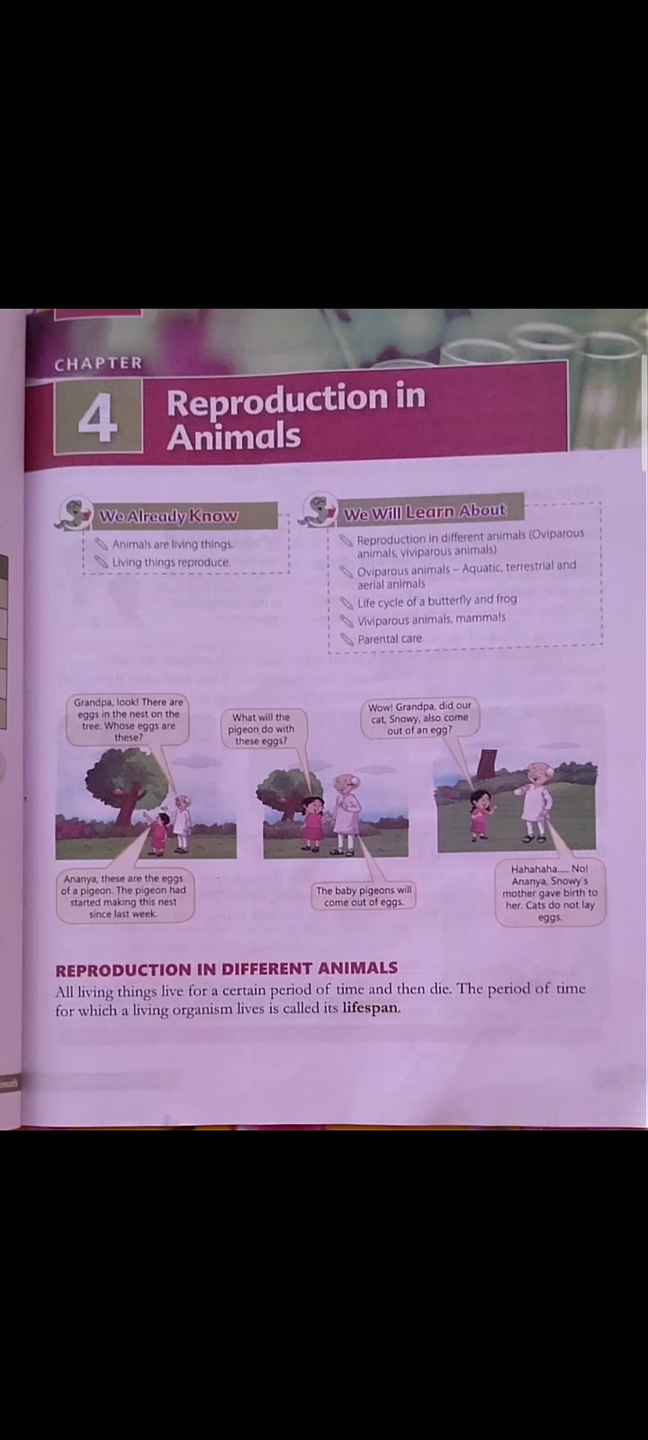 CHAPTER
4
Reproduction in
Animals
We Already Know
Animals are living things.
Living things reproduce.
We Will Learn About
Reproduction in different animals (Oviparous
animals, viviparous animals)
Oviparous animals – Aquatic, terrestrial and
aerial animals
Life cycle of a butterfly and frog
Viviparous animals, mammals
Parental care
Grandpa, look! There are
eggs in the nest on the
tree. Whose eggs are
these?
Ananya, these are the eggs
of a pigeon. The pigeon had
started making this nest
since last week.
What will the
pigeon do with
these eggs?
The baby pigeons will
come out of eggs.
Wow! Grandpa, did our
cat, Snowy, also come
out of an egg?
Hahahaha.... No!
Ananya, Snowy's
mother gave birth to
her. Cats do not lay
eggs.
REPRODUCTION IN DIFFERENT ANIMALS
All living things live for a certain period of time and then die. The period of time
for which a living organism lives is called its lifespan.